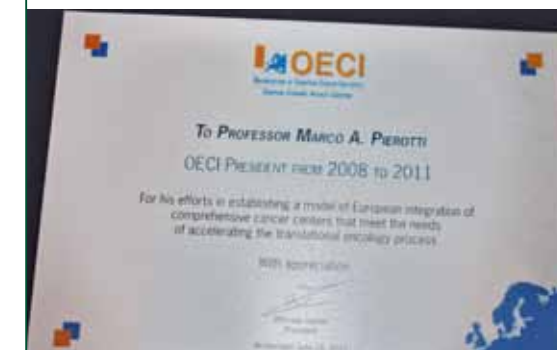 OECI
TO PROFESSOR MARCO A. PIEROTTI
OECI PRESIDENT FROM 2008 TO 2011
For his efforts in establishing a model of European integration of
comprehensive cancer centers that meet the needs
of accelerating the translational oncology process
With appreciation
President